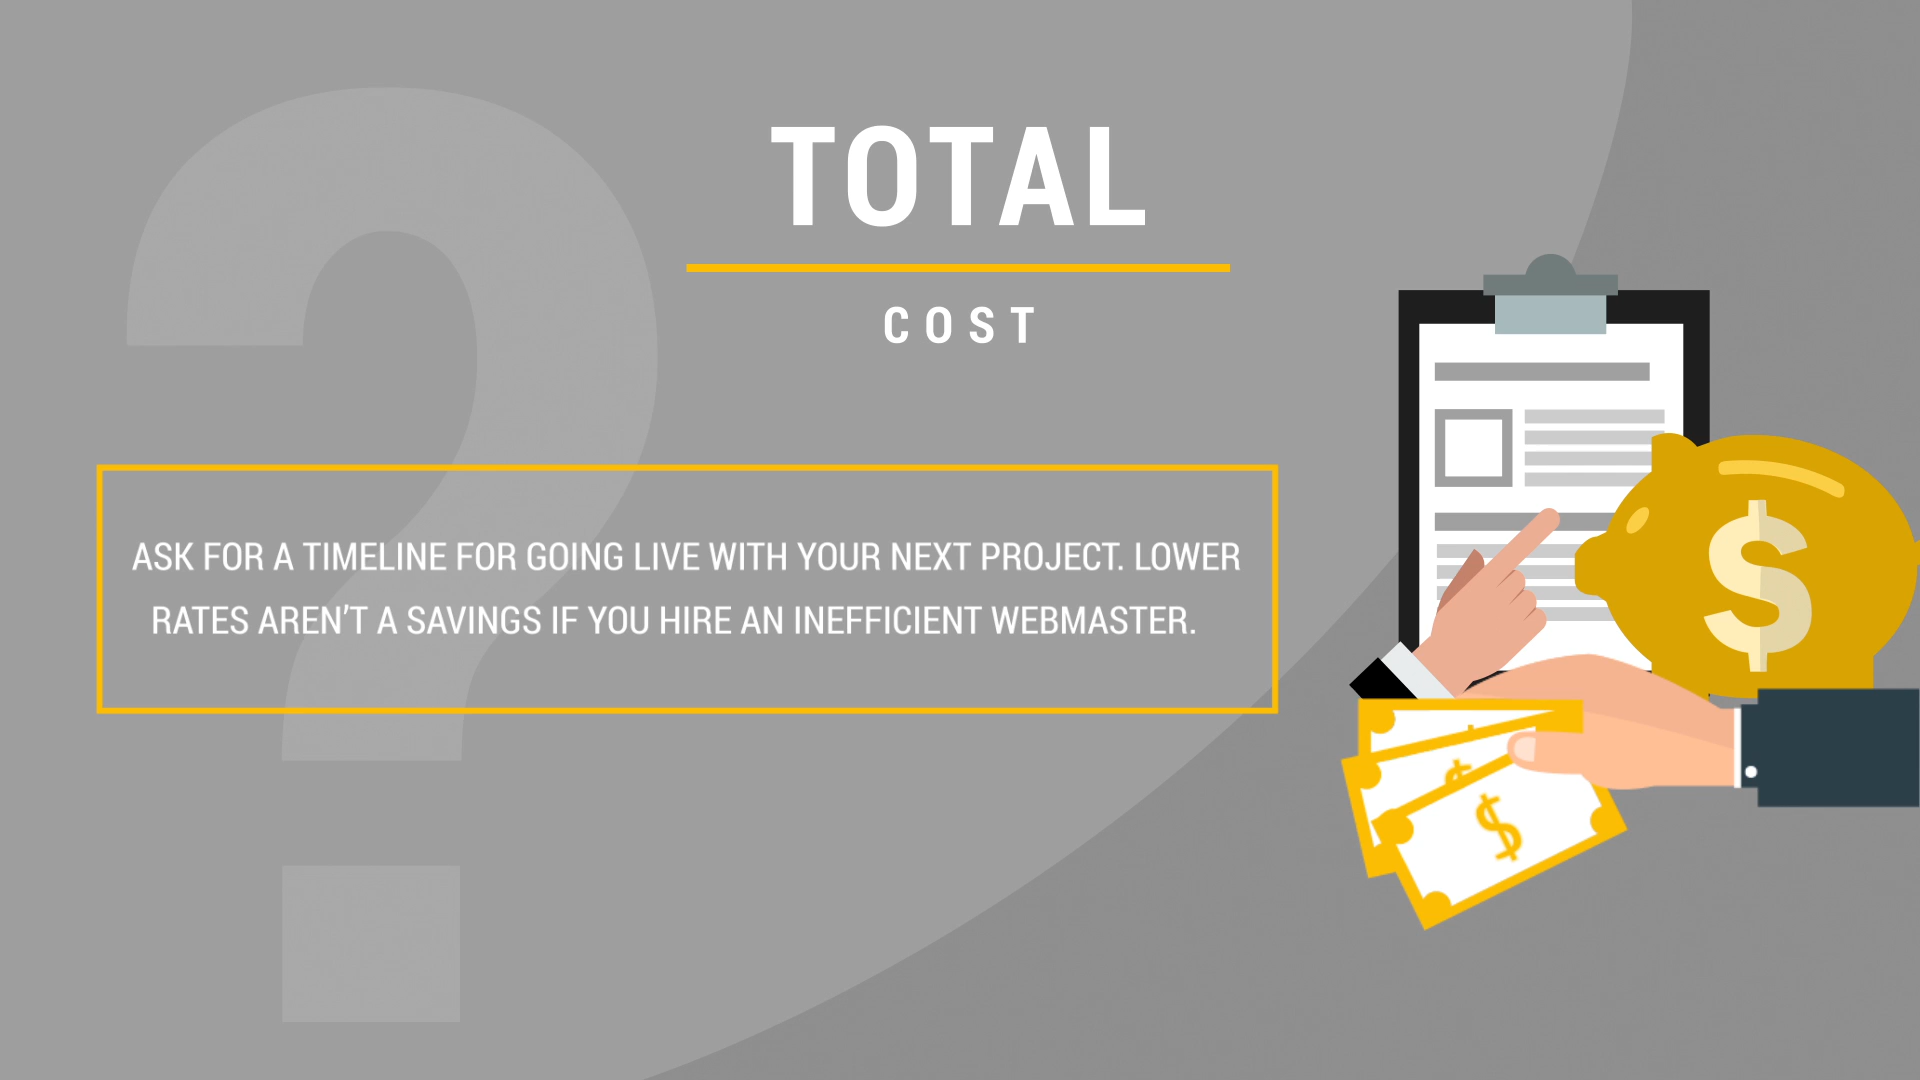 TOTAL
COST
ASK FOR A TIMELINE FOR GOING LIVE WITH YOUR NEXT PROJECT. LOWER
RATES AREN’T A SAVINGS IF YOU HIRE AN INEFFICIENT WEBMASTER.
?
$
$
$